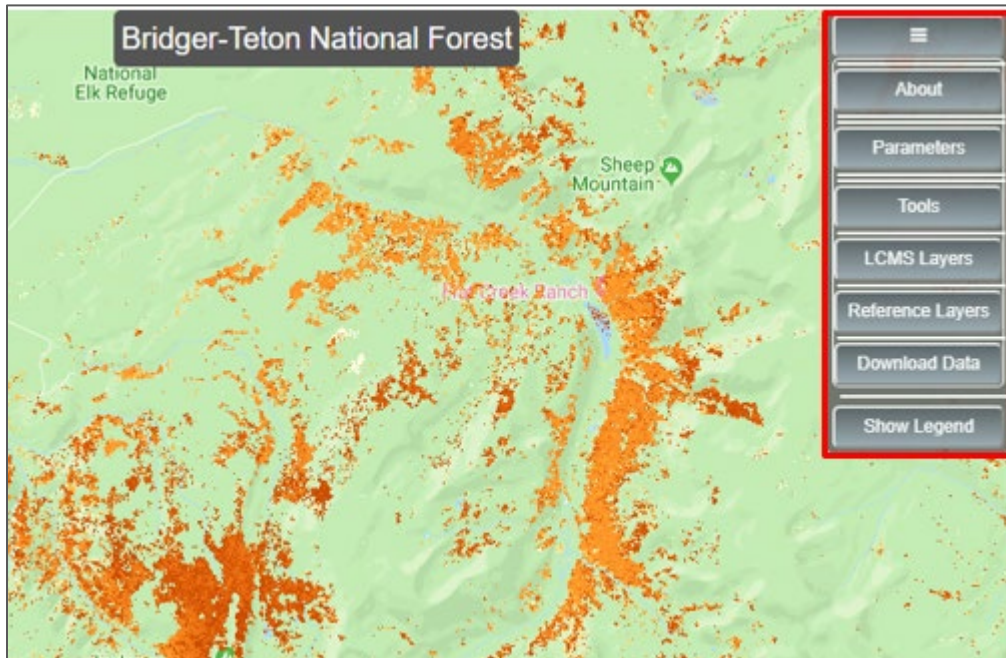 Bridger-Teton National Forest
National
Elk Refuge
Sheep
Mountain
Creek Ranch
About
Parameters
Tools
LCMS Layers
Reference Layers
Download Data
Show Legend